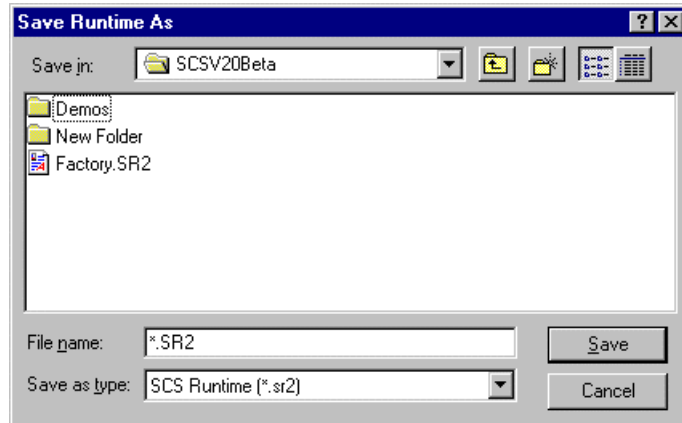 Save Runtime As
Save in: SCSV20Beta
Demos
New Folder
Factory.SR2
File name: *.SR2 Save
Save as type: SCS Runtime (*.sr2) Cancel